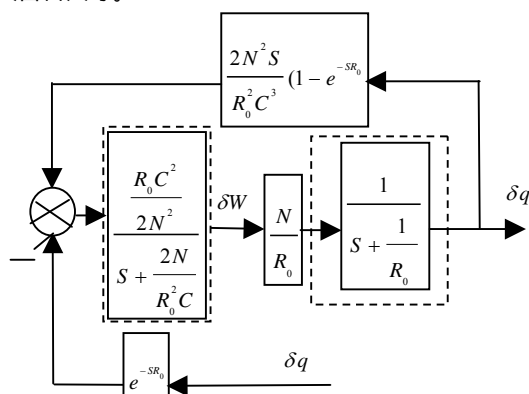 2N²S
R₀²C³ (1 - e^{-SR₀}
R₀C²
2N²
S + 2N
R₀²C
δW
N
R₀
1
S + 1
R₀
δq
—
e^{-SR₀}
δq